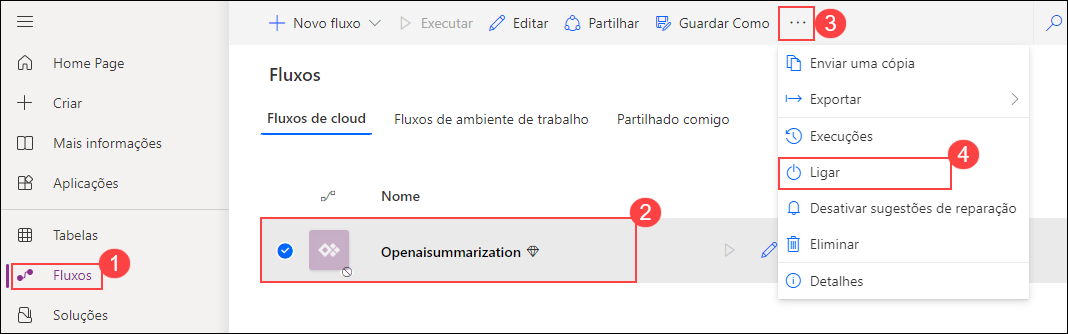 Novo fluxo Executar Editar Partilhar Guardar Como ... 3
Home Page
Criar
Mais informações
Aplicações
Tabelas
Fluxos 1
Soluções
Fluxos
Fluxos de cloud Fluxos de ambiente de trabalho Partilhado comigo
Nome
Openaisummarization 2
Enviar uma cópia
Exportar
Execuções
Ligar 4
Desativar sugestões de reparação
Eliminar
Detalhes